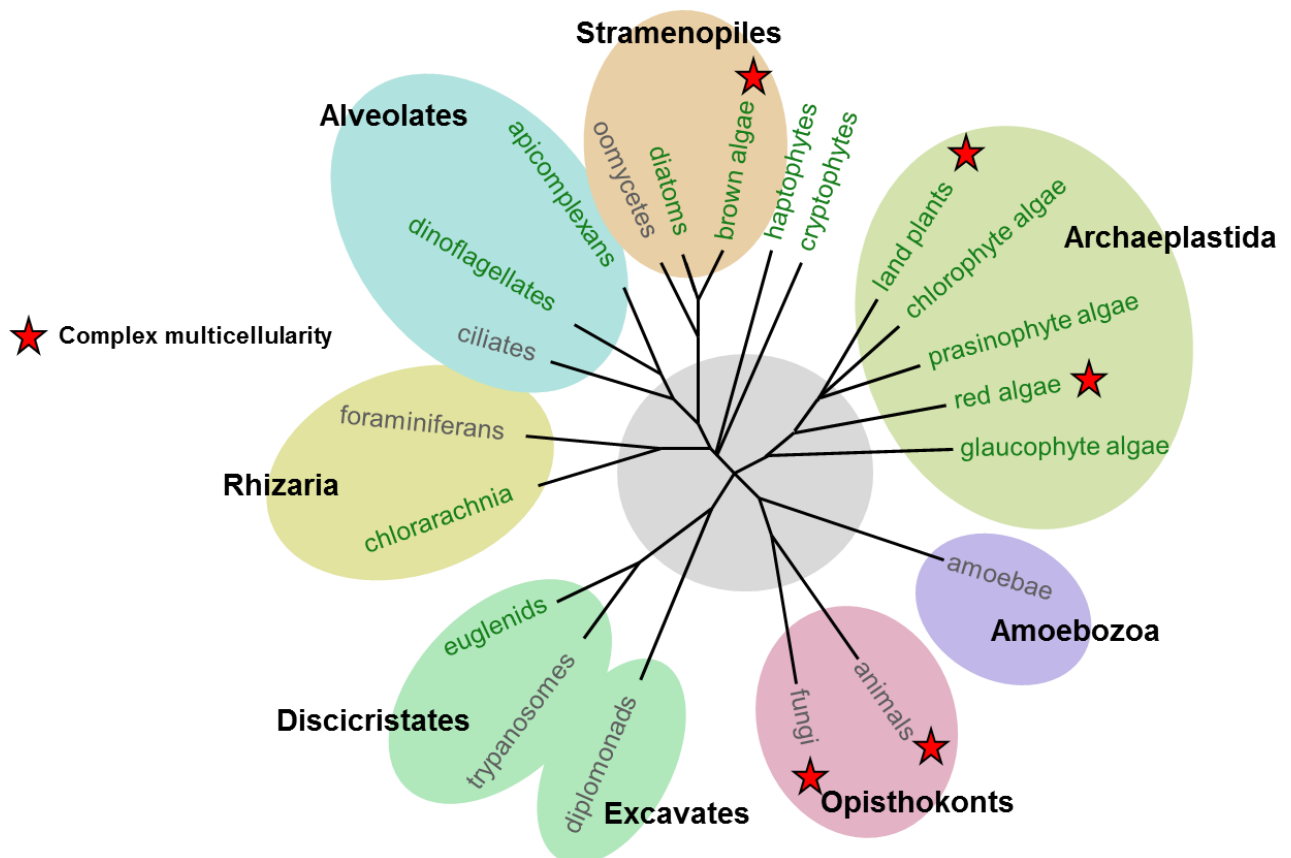 Stramenopiles
Alveolates
apicomplexans
oomycetes
diatoms
brown algae
haptophytes
cryptophytes
land plants
chlorophyte algae
Archaeplastida
dinoflagellates
ciliates
prasinophyte algae
Complex multicellularity
red algae
foraminiferans
glaucophyte algae
Rhizaria
chlorarachnia
amoebae
euglenids
Amoebozoa
trypanosomes
animals
fungi
Discicristates
diplomonads
Opisthokonts
Excavates